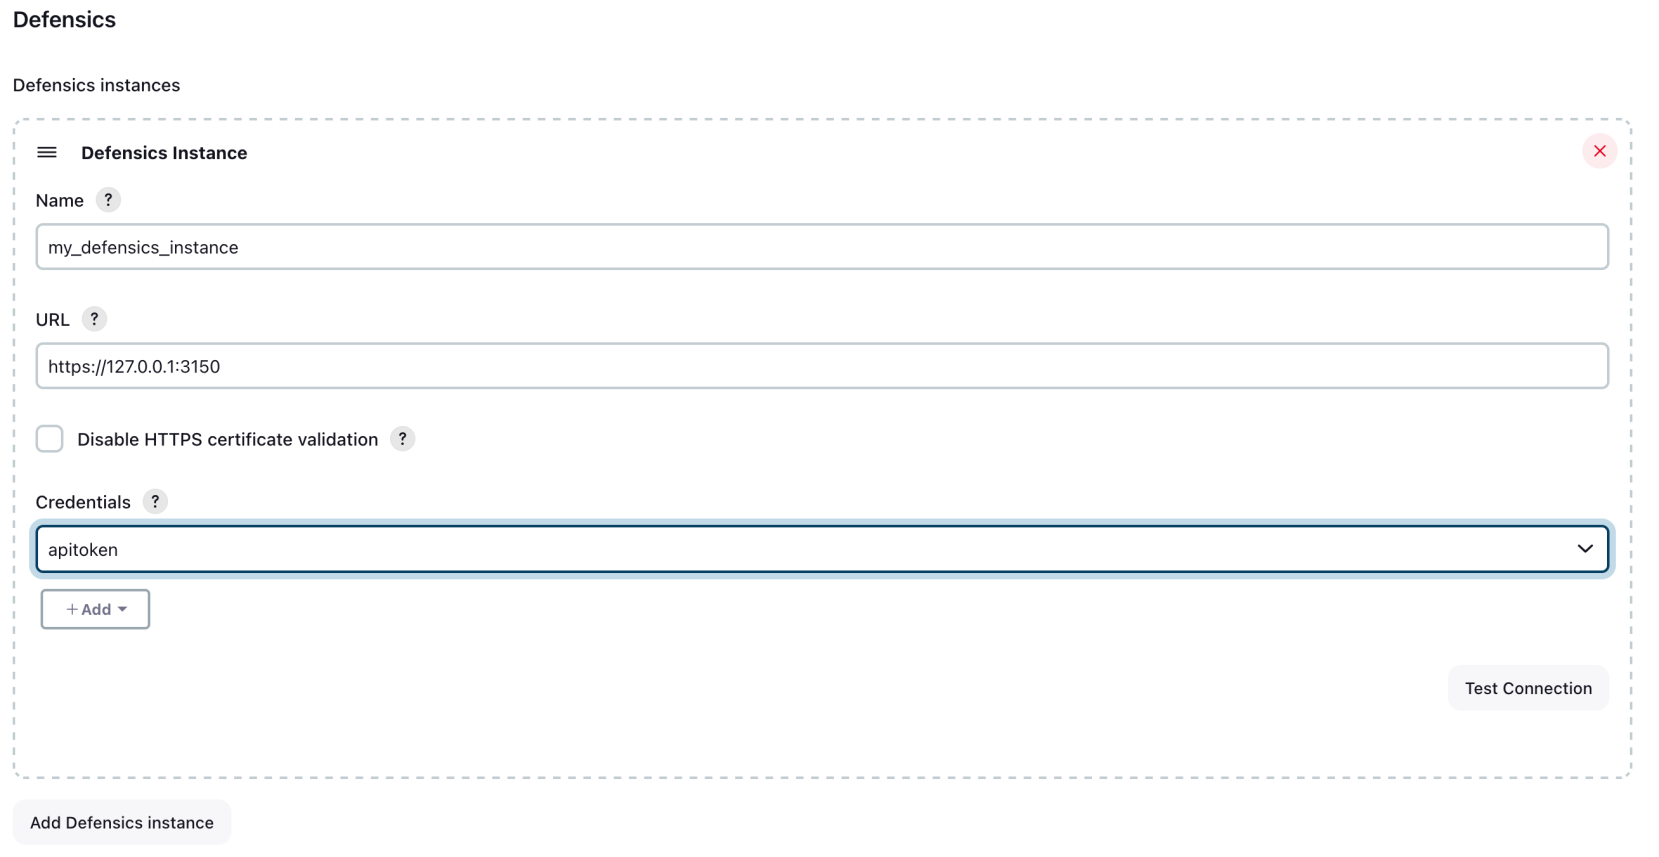 Defensics
Defensics instances
Defensics Instance
Name ?
my_defensics_instance
URL ?
https://127.0.0.1:3150
Disable HTTPS certificate validation ?
Credentials ?
apitoken
+ Add
Test Connection
Add Defensics instance